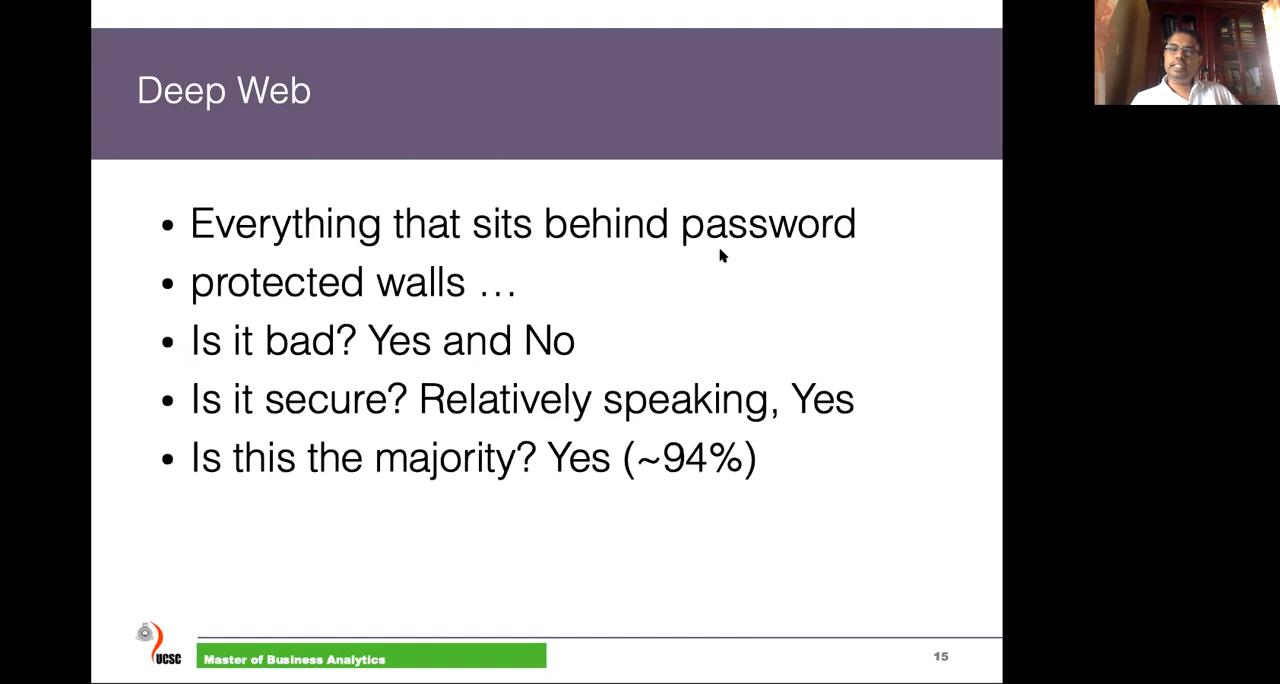 Deep Web
• Everything that sits behind password
• protected walls …
• Is it bad? Yes and No
• Is it secure? Relatively speaking, Yes
• Is this the majority? Yes (~94%)
UCSC
Master of Business Analytics
15